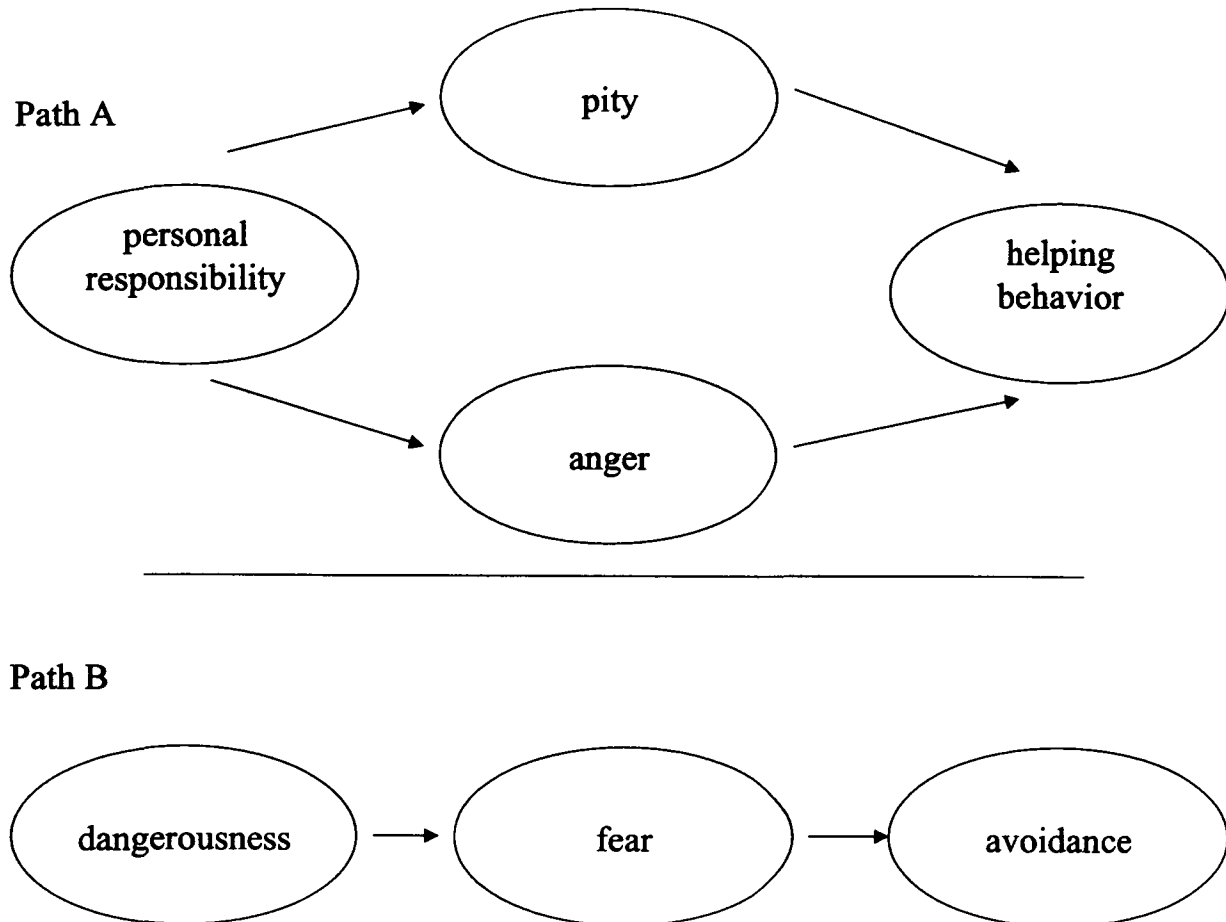 Path A
pity
personal
responsibility
helping
behavior
anger
Path B
dangerousness
fear
avoidance